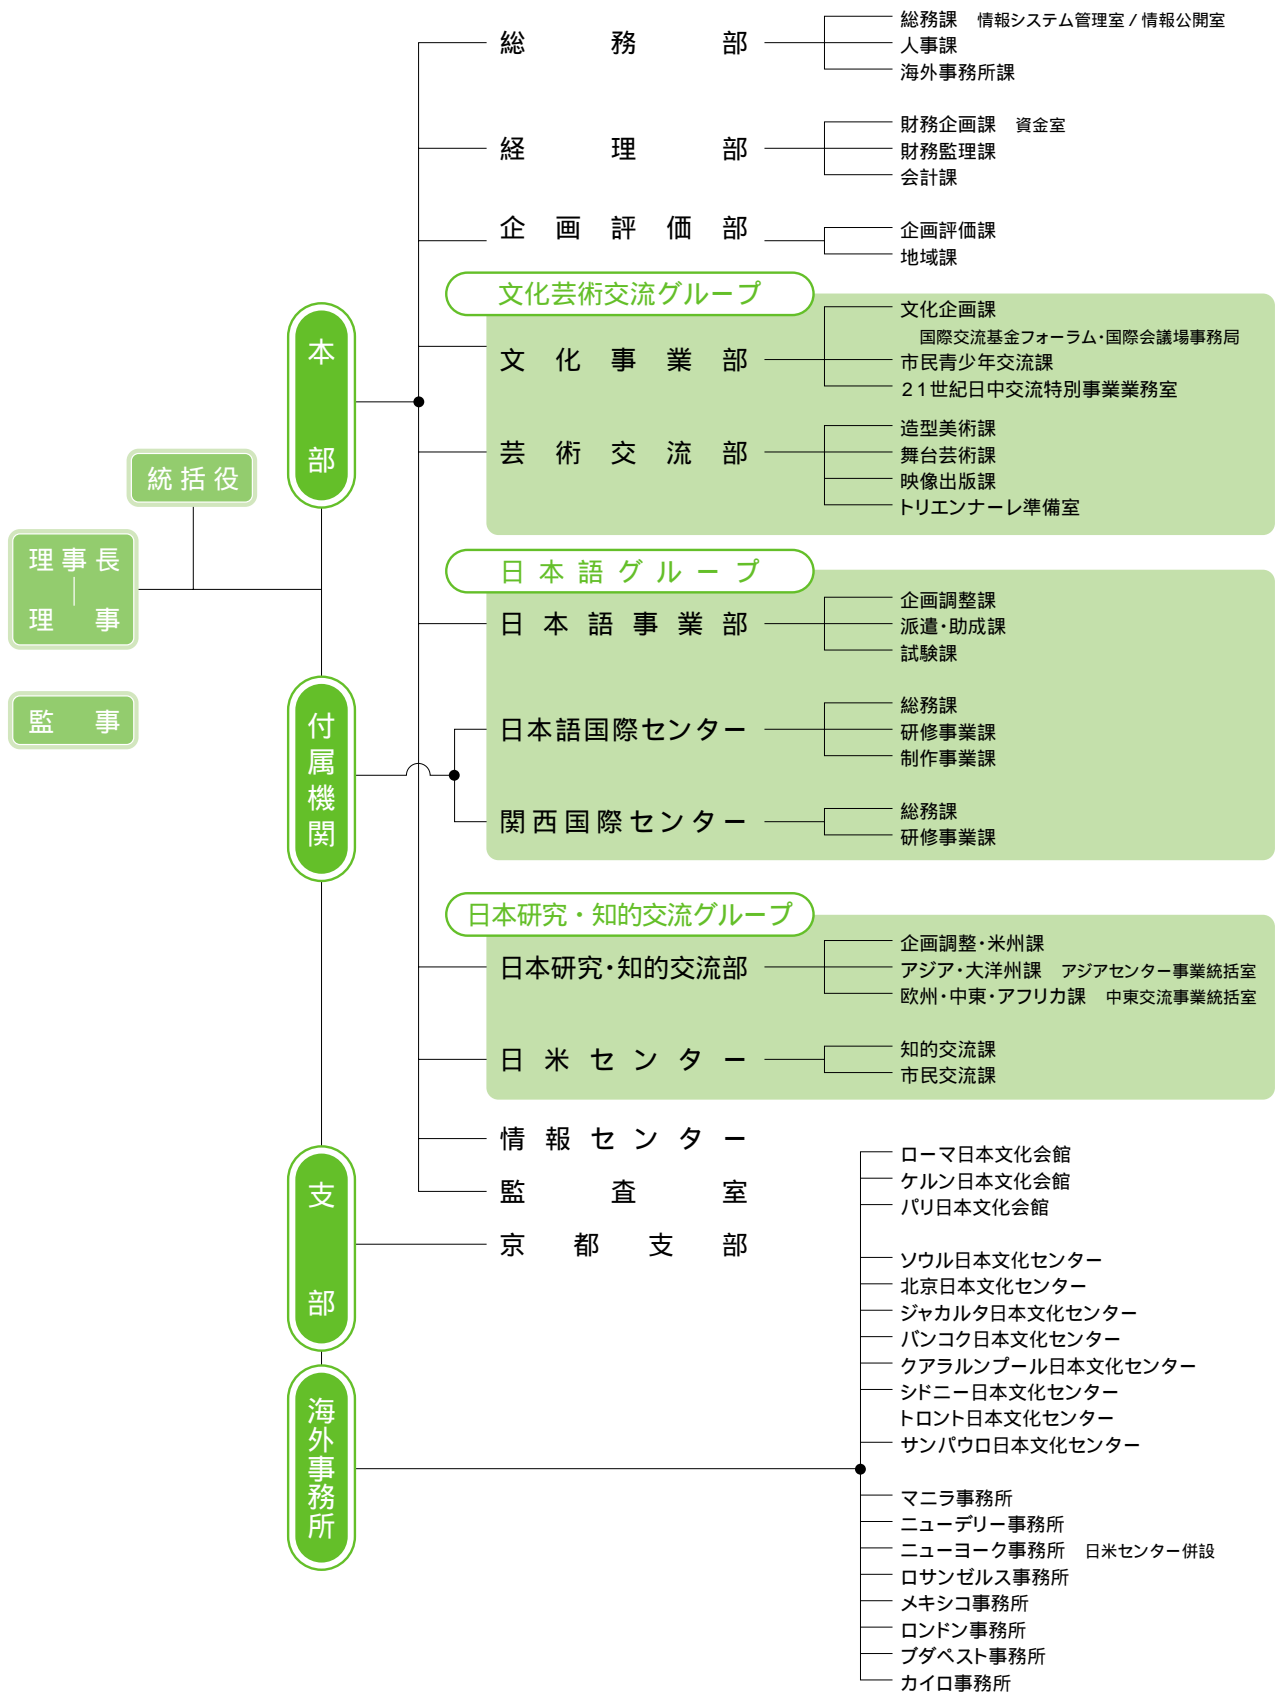 総務部
総務課 情報システム管理室 / 情報公開室
人事課
海外事務所課
経理部
財務企画課 資金室
財務監理課
会計課
企画評価部
企画評価課
地域課
文化芸術交流グループ
文化事業部
文化企画課
国際交流基金フォーラム・国際会議場事務局
市民青少年交流課
21世紀日中交流特別事業業務室
芸術交流部
造型美術課
舞台芸術課
映像出版課
トリエンナーレ準備室
本部
統括役
理事長
理事
監事
日本語グループ
日本語事業部
企画調整課
派遣・助成課
試験課
付属機関
日本語国際センター
総務課
研修事業課
制作事業課
関西国際センター
総務課
研修事業課
日本研究・知的交流グループ
日本研究・知的交流部
企画調整・米州課
アジア・大洋州課 アジアセンター事業統括室
欧州・中東・アフリカ課 中東交流事業統括室
日米センター
知的交流課
市民交流課
情報センター
監査室
支部
京都支部
海外事務所
ローマ日本文化会館
ケルン日本文化会館
パリ日本文化会館
ソウル日本文化センター
北京日本文化センター
ジャカルタ日本文化センター
バンコク日本文化センター
クアラルンプール日本文化センター
シドニー日本文化センター
トロント日本文化センター
サンパウロ日本文化センター
マニラ事務所
ニューデリー事務所
ニューヨーク事務所 日米センター併設
ロサンゼルス事務所
メキシコ事務所
ロンドン事務所
ブダペスト事務所
カイロ事務所